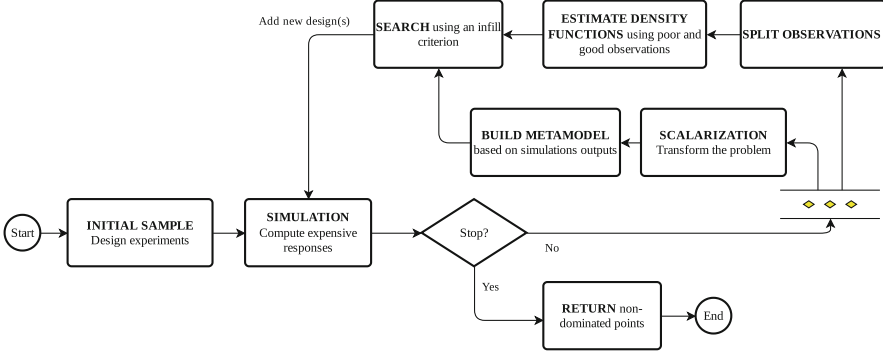 Add new design(s)
SEARCH using an infill
criterion
ESTIMATE DENSITY
FUNCTIONS using poor and
good observations
SPLIT OBSERVATIONS
BUILD METAMODEL
based on simulations outputs
SCALARIZATION
Transform the problem
Start
INITIAL SAMPLE
Design experiments
SIMULATION
Compute expensive
responses
Stop?
No
Yes
RETURN non-
dominated points
End